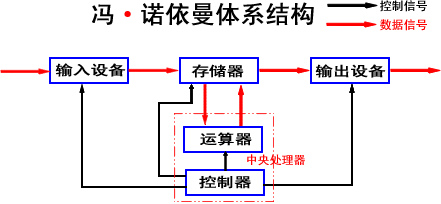 冯·诺依曼体系结构
控制信号
数据信号
输入设备
存储器
输出设备
运算器
中央处理器
控制器